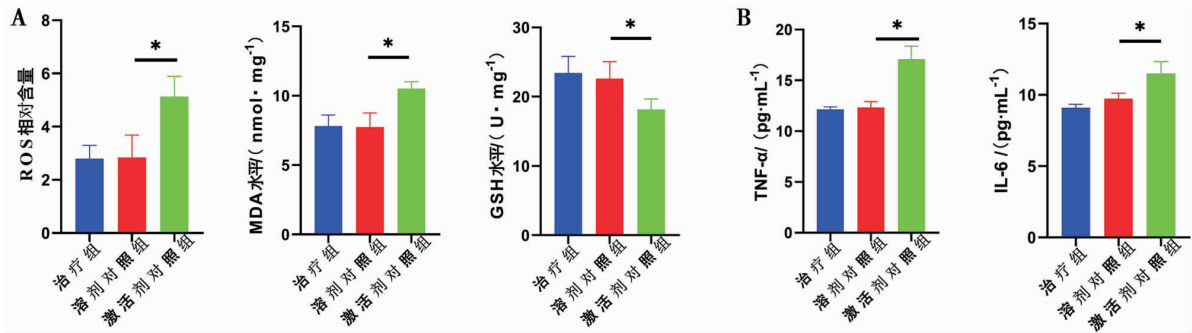 A
ROS相对含量
8
6
4
2
0
*
治疗组
溶剂对照组
激活剂对照组
MDA水平/( nmol· mg⁻¹)
15
10
5
0
*
治疗组
溶剂对照组
激活剂对照组
GSH水平/( U· mg⁻¹)
30
20
10
0
*
治疗组
溶剂对照组
激活剂对照组
B
TNF-α/ (pg·mL⁻¹)
20
15
10
5
0
*
治疗组
溶剂对照组
激活剂对照组
IL-6 /(pg·mL⁻¹)
15
10
5
0
*
治疗组
溶剂对照组
激活剂对照组